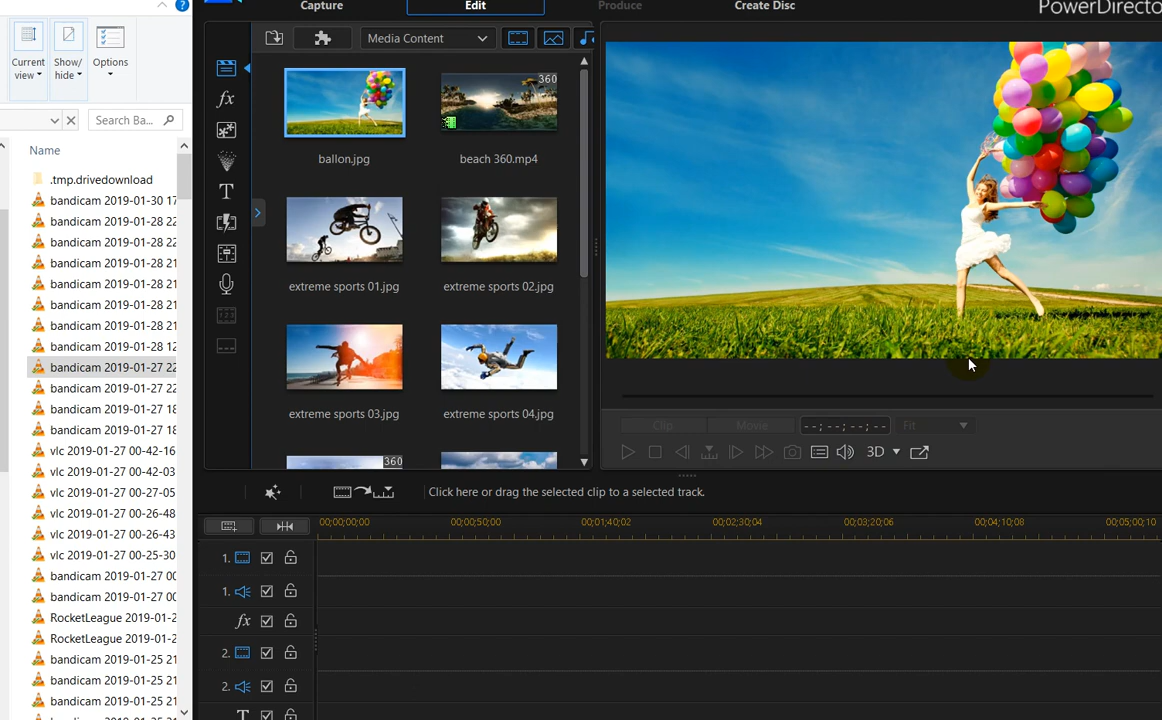 Capture
Edit
Produce
Create Disc
PowerDirecto
?
Current
view
Show/
hide
Options
Search Ba...
Media Content
Name
.tmp.drivedownload
bandicam 2019-01-30 17
bandicam 2019-01-28 22
bandicam 2019-01-28 22
bandicam 2019-01-28 21
bandicam 2019-01-28 21
bandicam 2019-01-28 21
bandicam 2019-01-28 21
bandicam 2019-01-28 12
bandicam 2019-01-27 22
bandicam 2019-01-27 22
bandicam 2019-01-27 18
bandicam 2019-01-27 18
vlc 2019-01-27 00-42-16
vlc 2019-01-27 00-42-03
vlc 2019-01-27 00-27-05
vlc 2019-01-27 00-26-48
vlc 2019-01-27 00-26-43
vlc 2019-01-27 00-25-30
bandicam 2019-01-27 00
bandicam 2019-01-27 00
RocketLeague 2019-01-2
RocketLeague 2019-01-2
bandicam 2019-01-25 21
bandicam 2019-01-25 21
bandicam 2019-01-25 21
fx
T
360
ballon.jpg
beach 360.mp4
extreme sports 01.jpg
extreme sports 02.jpg
extreme sports 03.jpg
extreme sports 04.jpg
360
Clip
Movie
--;--;--;--
Fit
3D
Click here or drag the selected clip to a selected track.
00;00;00;00
00;00;50;00
00;01;40;02
00;02;30;04
00;03;20;06
00;04;10;08
00;05;00;10
1.
1.
fx
2.
2.
T